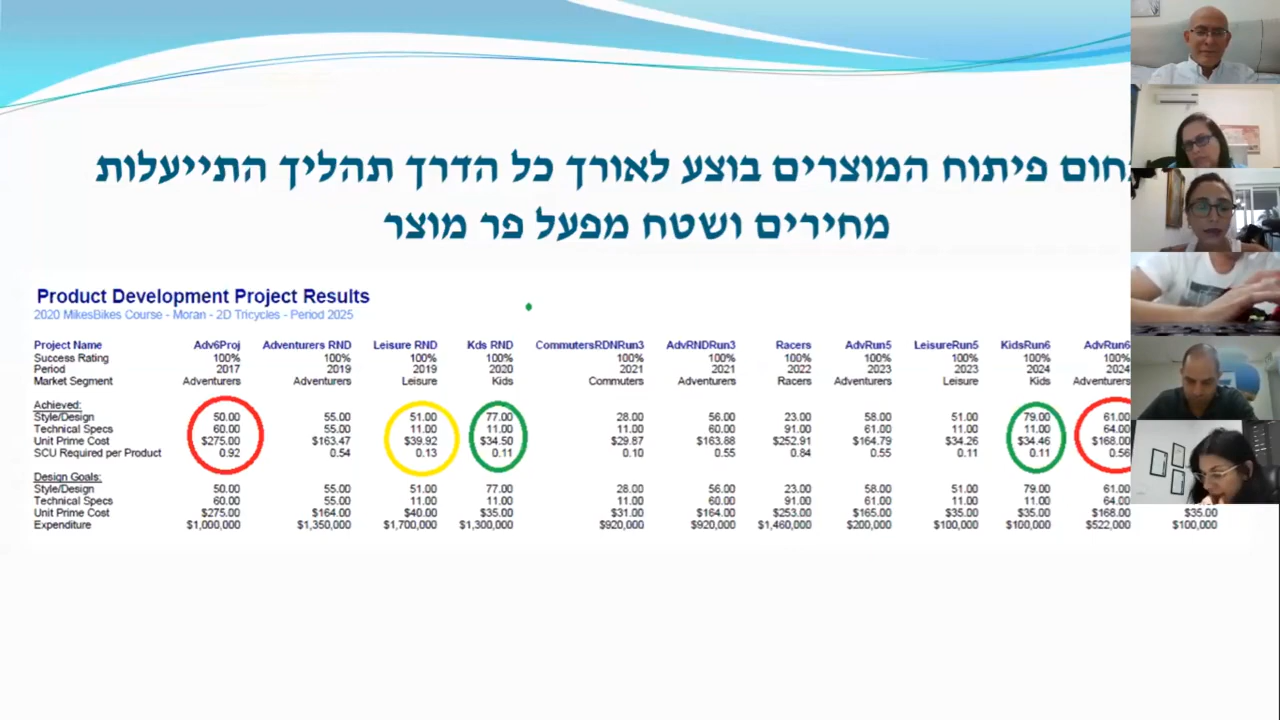 פיתוח המוצרים בוצע לאורך כל הדרך תהליך התייעלות
מחירים ושטח מפעל פר מוצר
Product Development Project Results
2020 MikesBikes Course - Moran - 2D Tricycles - Period 2025
Project Name Adv6Proj Adventurers RND Leisure RND Kds RND CommutersRDNRun3 AdvRNDRun3 Racers AdvRun5 LeisureRun5 KidsRun6 AdvRun6
Success Rating 100% 100% 100% 100% 100% 100% 100% 100% 100% 100% 100%
Period 2017 2019 2019 2020 2021 2021 2022 2023 2023 2024 2024
Market Segment Adventurers Adventurers Leisure Kids Commuters Adventurers Racers Adventurers Leisure Kids Adventurers
Achieved:
Style/Design 50.00 55.00 51.00 77.00 28.00 56.00 23.00 58.00 51.00 79.00 61.00
Technical Specs 60.00 55.00 11.00 11.00 11.00 60.00 91.00 61.00 11.00 11.00 64.00
Unit Prime Cost $275.00 $163.47 $39.92 $34.50 $29.87 $163.88 $252.91 $164.79 $34.26 $34.46 $168.00
SCU Required per Product 0.92 0.54 0.13 0.11 0.10 0.55 0.84 0.55 0.11 0.11 0.56
Design Goals:
Style/Design 50.00 55.00 51.00 77.00 28.00 56.00 23.00 58.00 51.00 79.00 61.00
Technical Specs 60.00 55.00 11.00 11.00 11.00 60.00 91.00 61.00 11.00 11.00 64.00
Unit Prime Cost $275.00 $164.00 $40.00 $35.00 $31.00 $164.00 $253.00 $165.00 $35.00 $35.00 $168.00 $35.00
Expenditure $1,000,000 $1,350,000 $1,700,000 $1,300,000 $920,000 $920,000 $1,460,000 $200,000 $100,000 $100,000 $522,000 $100,000